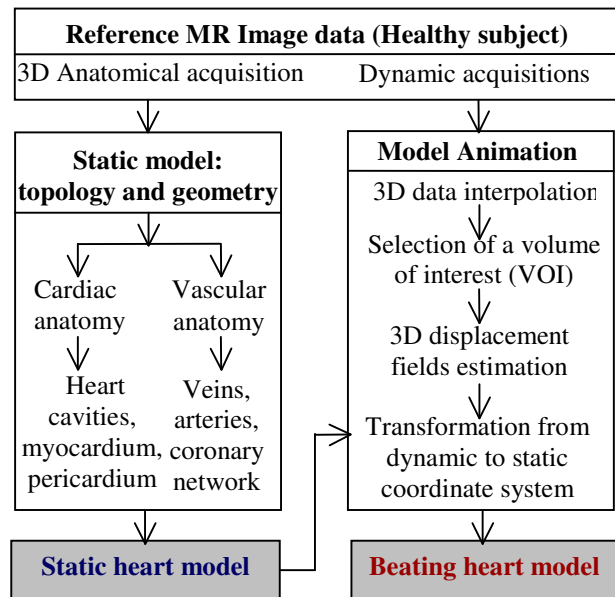 Reference MR Image data (Healthy subject)
3D Anatomical acquisition
Dynamic acquisitions
Static model:
topology and geometry
Cardiac
anatomy
Vascular
anatomy
Heart
cavities,
myocardium,
pericardium
Veins,
arteries,
coronary
network
Static heart model
Model Animation
3D data interpolation
Selection of a volume
of interest (VOI)
3D displacement
fields estimation
Transformation from
dynamic to static
coordinate system
Beating heart model